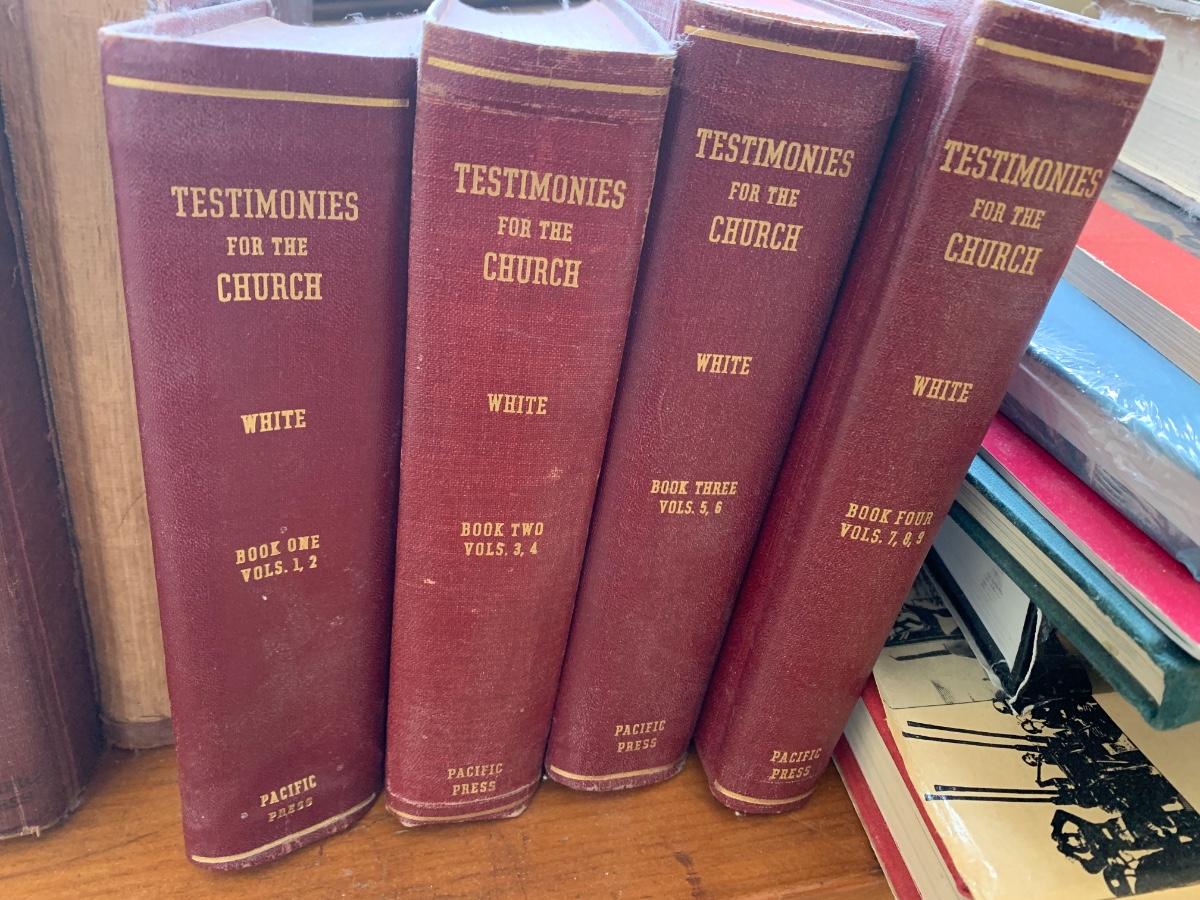 TESTIMONIES
FOR THE
CHURCH
WHITE
BOOK ONE
VOLS. 1, 2
PACIFIC
PRESS
TESTIMONIES
FOR THE
CHURCH
WHITE
BOOK TWO
VOLS. 3, 4
PACIFIC
PRESS
TESTIMONIES
FOR THE
CHURCH
WHITE
BOOK THREE
VOLS. 5, 6
PACIFIC
PRESS
TESTIMONIES
FOR THE
CHURCH
WHITE
BOOK FOUR
VOLS. 7, 8, 9
PACIFIC
PRESS